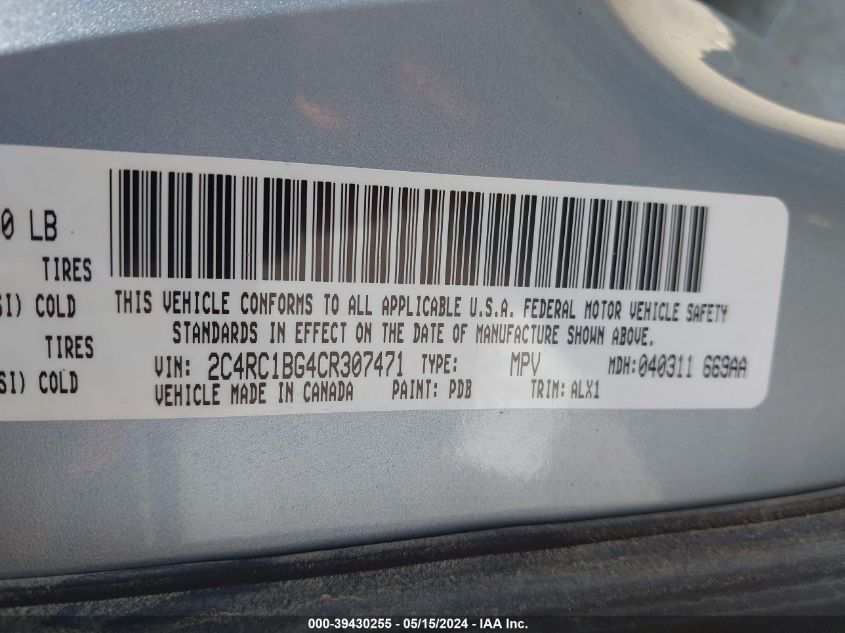 0 LB
TIRES
SI) COLD
TIRES
SI) COLD
THIS VEHICLE CONFORMS TO ALL APPLICABLE U.S.A. FEDERAL MOTOR VEHICLE SAFETY
STANDARDS IN EFFECT ON THE DATE OF MANUFACTURE SHOWN ABOVE.
VIN: 2C4RC1BG4CR307471 TYPE: MPV MDH:040311 669AA
VEHICLE MADE IN CANADA PAINT: PDB TRIM: ALX1
000-39430255 - 05/15/2024 - IAA Inc.